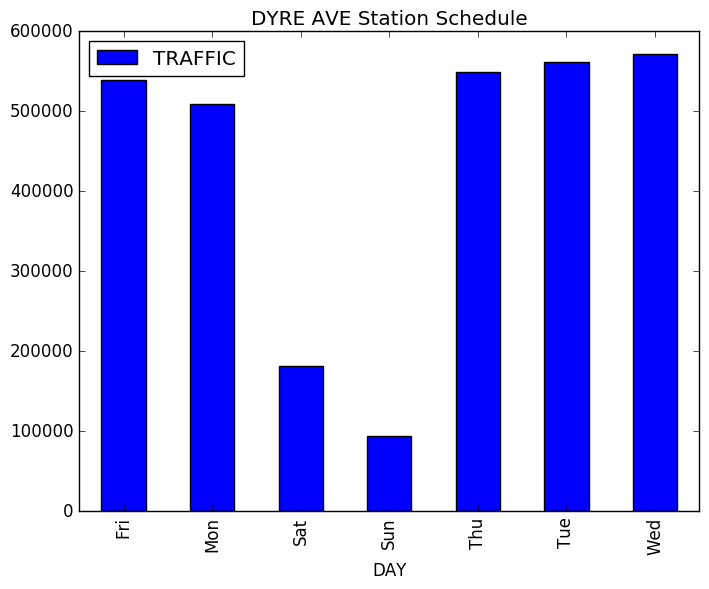 DYRE AVE Station Schedule
TRAFFIC
600000
500000
400000
300000
200000
100000
0
Fri
Mon
Sat
Sun
Thu
Tue
Wed
DAY